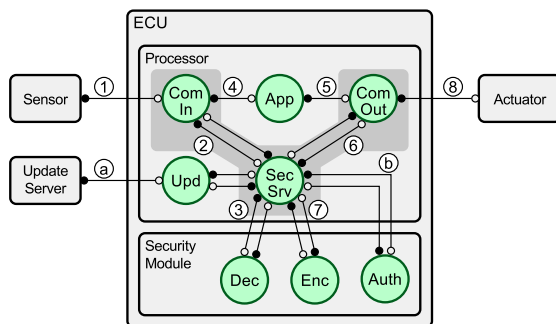 ECU
Processor
1
4
5
8
Sensor
Com
In
App
Com
Out
Actuator
2
6
a
b
Update
Server
Upd
Sec
Srv
3
7
Security
Module
Dec
Enc
Auth